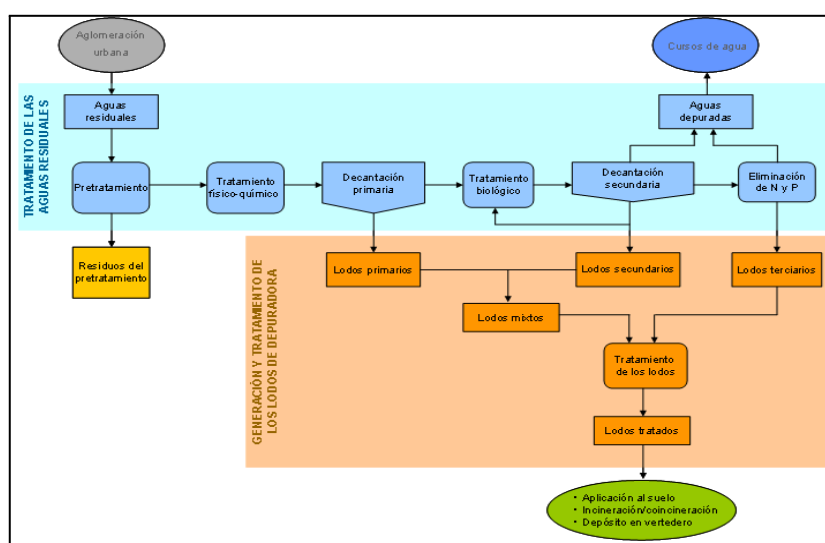 Aglomeración
urbana
Cursos de agua
TRATAMIENTO DE LAS
AGUAS RESIDUALES
Aguas
residuales
Aguas
depuradas
Pretratamiento
Tratamiento
físico-químico
Decantación
primaria
Tratamiento
biológico
Decantación
secundaria
Eliminación
de N y P
Residuos del
pretratamiento
GENERACIÓN Y TRATAMIENTO DE
LOS LODOS DE DEPURADORA
Lodos primarios
Lodos secundarios
Lodos terciarios
Lodos mixtos
Tratamiento
de los lodos
Lodos tratados
• Aplicación al suelo
• Incineración/coincineración
• Depósito en vertedero